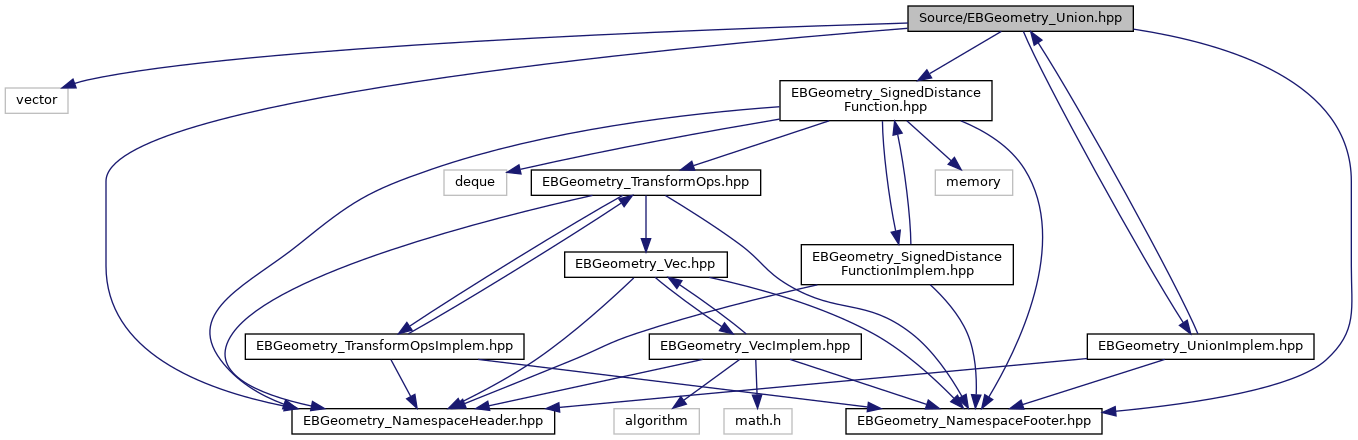 Source/EBGeometry_Union.hpp
vector
EBGeometry_SignedDistance
Function.hpp
deque
EBGeometry_TransformOps.hpp
memory
EBGeometry_Vec.hpp
EBGeometry_SignedDistance
FunctionImplem.hpp
EBGeometry_TransformOpsImplem.hpp
EBGeometry_VecImplem.hpp
EBGeometry_UnionImplem.hpp
EBGeometry_NamespaceHeader.hpp
algorithm
math.h
EBGeometry_NamespaceFooter.hpp